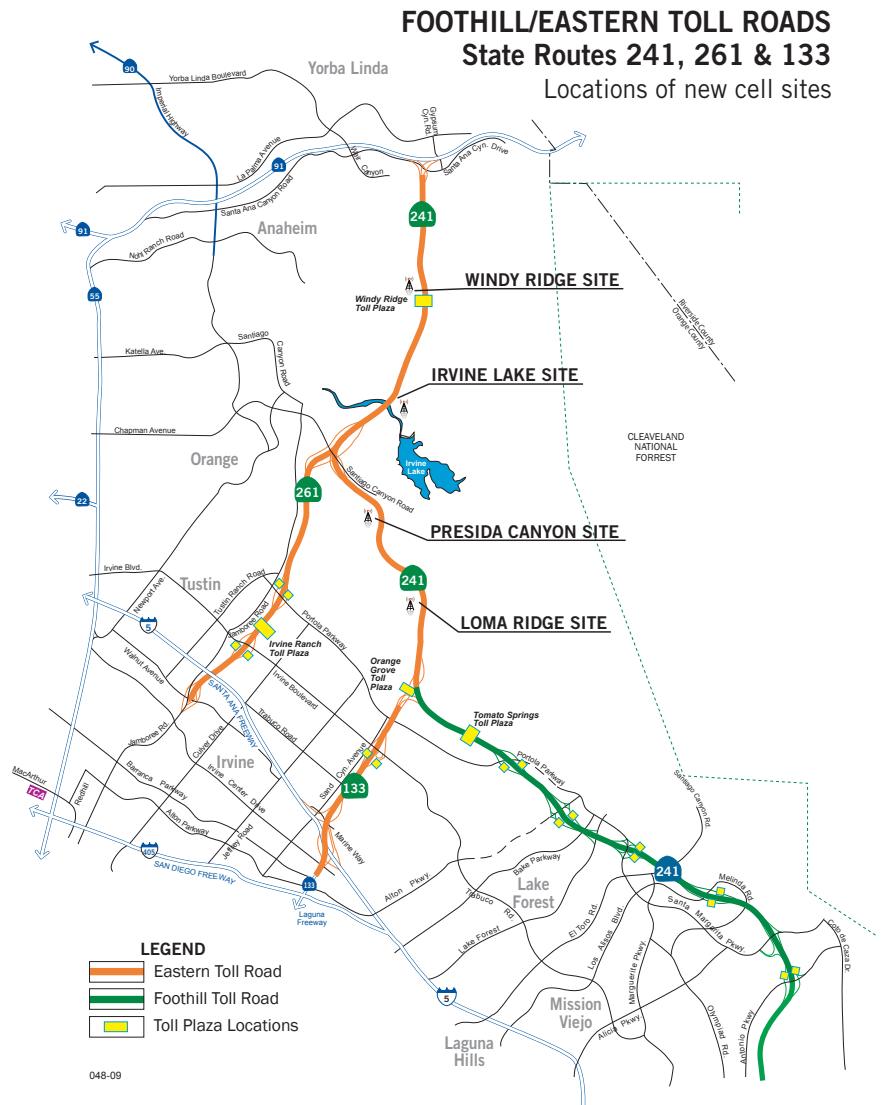 FOOTHILL/EASTERN TOLL ROADS
State Routes 241, 261 & 133
Locations of new cell sites
90
Yorba Linda
Yorba Linda Boulevard
Imperial Highway
Gypsum
Cyn.Rd.
La Palma Avenue
Weir
Canyon
Santa Ana Cyn. Drive
91
Santa Ana Canyon Road
241
91
Anaheim
Nohl Ranch Road
WINDY RIDGE SITE
55
Windy Ridge
Toll Plaza
Riverside County
Orange County
Santiago
Canyon Road
Katella Ave.
IRVINE LAKE SITE
Chapman Avenue
CLEAVELAND
NATIONAL
FORREST
Orange
Irvine
Lake
Santiago Canyon Road
261
22
PRESIDA CANYON SITE
Irvine Blvd.
Tustin
Newport Ave.
Tustin Ranch Road
241
5
Jamboree Road
Portola Parkway
LOMA RIDGE SITE
Irvine Ranch
Toll Plaza
Walnut Avenue
Orange
Grove
Toll
Plaza
Irvine Boulevard
SANTA ANA FREEWAY
Trabuco Road
Tomato Springs
Toll Plaza
Jamboree Rd.
Culver Drive
Irvine
Sand Cyn. Avenue
Portola Parkway
MacArthur
TCA
Redhill
Barranca Parkway
Irvine Center Drive
133
Santiago Canyon Rd.
Alton Parkway
Jeffrey Road
Marine Way
405
SAN DIEGO FREEWAY
133
Laguna
Freeway
Alton Pkwy.
Bake Parkway
Lake
Forest
241
Melinda Rd.
Trabuco Rd.
Santa Margarita Pkwy.
El Toro Rd.
Los Alisos Blvd.
Coto de Caza Dr.
Lake Forest
Marguerite Pkwy.
5
Mission
Viejo
Alicia Pkwy.
Olympiad Rd.
Antonio Pkwy
Laguna
Hills
LEGEND
Eastern Toll Road
Foothill Toll Road
Toll Plaza Locations
048-09